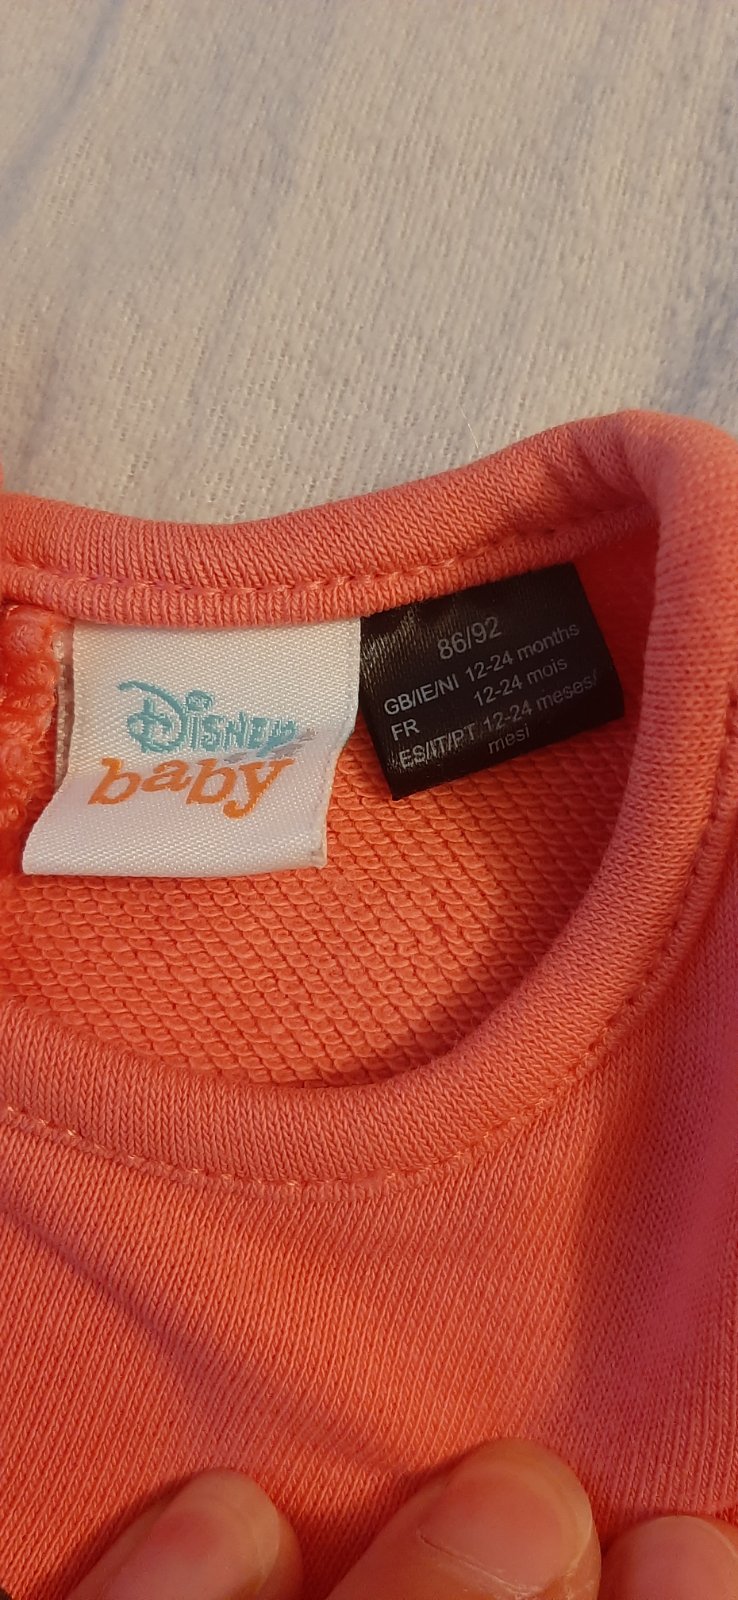 Disney
baby
86/92
GB/IE/NI 12-24 months
FR 12-24 mois
ES/IT/PT 12-24 meses/
mesi